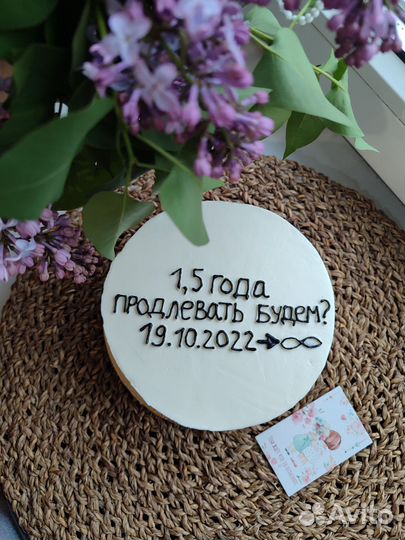 1,5 года
продлевать будем?
19.10.2022
Avito